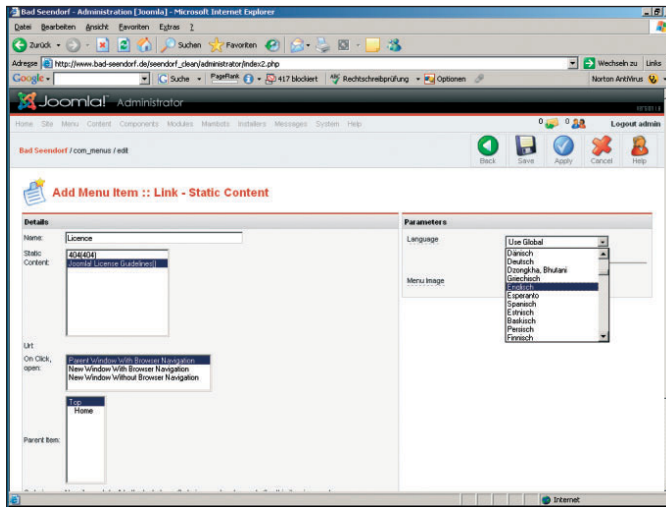 Bad Seendorf - Administration [Joomla] - Microsoft Internet Explorer
Datei Bearbeiten Ansicht Favoriten Extras ?
Zurück Suchen Favoriten
Adresse http://www.bad-seendorf.de/seendorf_clean/administrator/index2.php Wechseln zu Links
Google Suche PageRank 417 blockiert Rechtschreibprüfung Optionen Norton AntiVirus
Joomla! Administrator
Home Site Menu Content Components Modules Mambots Installers Messages System Help 0 0 Logout admin
Bad Seendorf / com_menus / edit Back Save Apply Cancel Help
Add Menu Item :: Link - Static Content
Details Parameters
Name: Licence Language Use Global
Static Content: 404(404)
Joomla! License Guidelines()
Dänisch
Deutsch
Dzongkha, Bhutani
Griechisch
Menu Image Englisch
Esperanto
Spanisch
Estnisch
Baskisch
Persisch
Finnisch
Url:
On Click, open: Parent Window With Browser Navigation
New Window With Browser Navigation
New Window Without Browser Navigation
Top
Home
Parent Item:
Internet